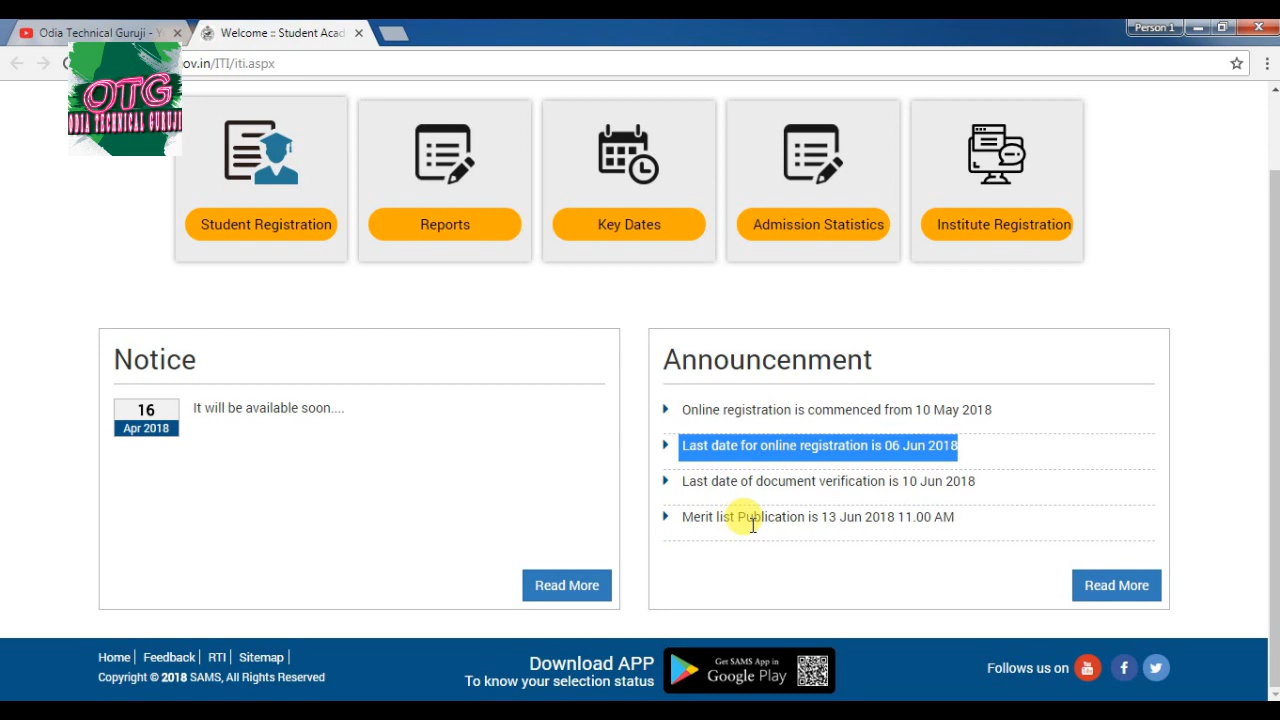 Odia Technical Guruji - Y
Welcome :: Student Acad
Person 1
ov.in/ITI/iti.aspx
OTG
ODIA TECHNICAL GURUJI
Student Registration
Reports
Key Dates
Admission Statistics
Institute Registration
Notice
16
Apr 2018
It will be available soon....
Read More
Announcenment
Online registration is commenced from 10 May 2018
Last date for online registration is 06 Jun 2018
Last date of document verification is 10 Jun 2018
Merit list Publication is 13 Jun 2018 11.00 AM
Read More
Home | Feedback | RTI | Sitemap |
Copyright © 2018 SAMS, All Rights Reserved
Download APP
To know your selection status
Get SAMS App in
Google Play
Follows us on
You Tube